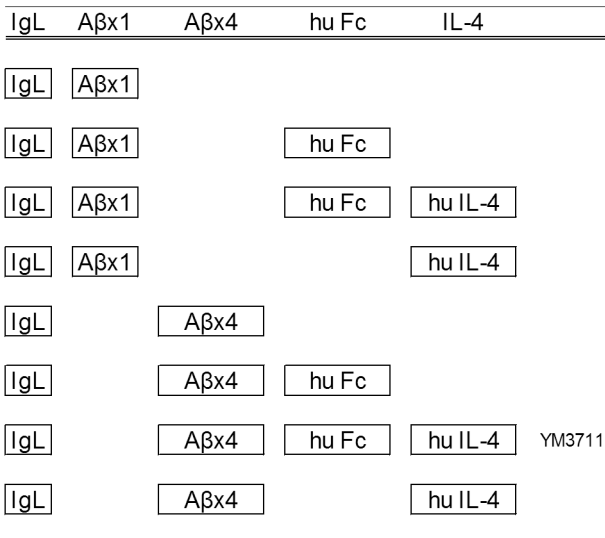 IgL Aβx1 Aβx4 hu Fc IL-4
IgL Aβx1
IgL Aβx1 hu Fc
IgL Aβx1 hu Fc hu IL-4
IgL Aβx1 hu IL-4
IgL Aβx4
IgL Aβx4 hu Fc
IgL Aβx4 hu Fc hu IL-4 YM3711
IgL Aβx4 hu IL-4